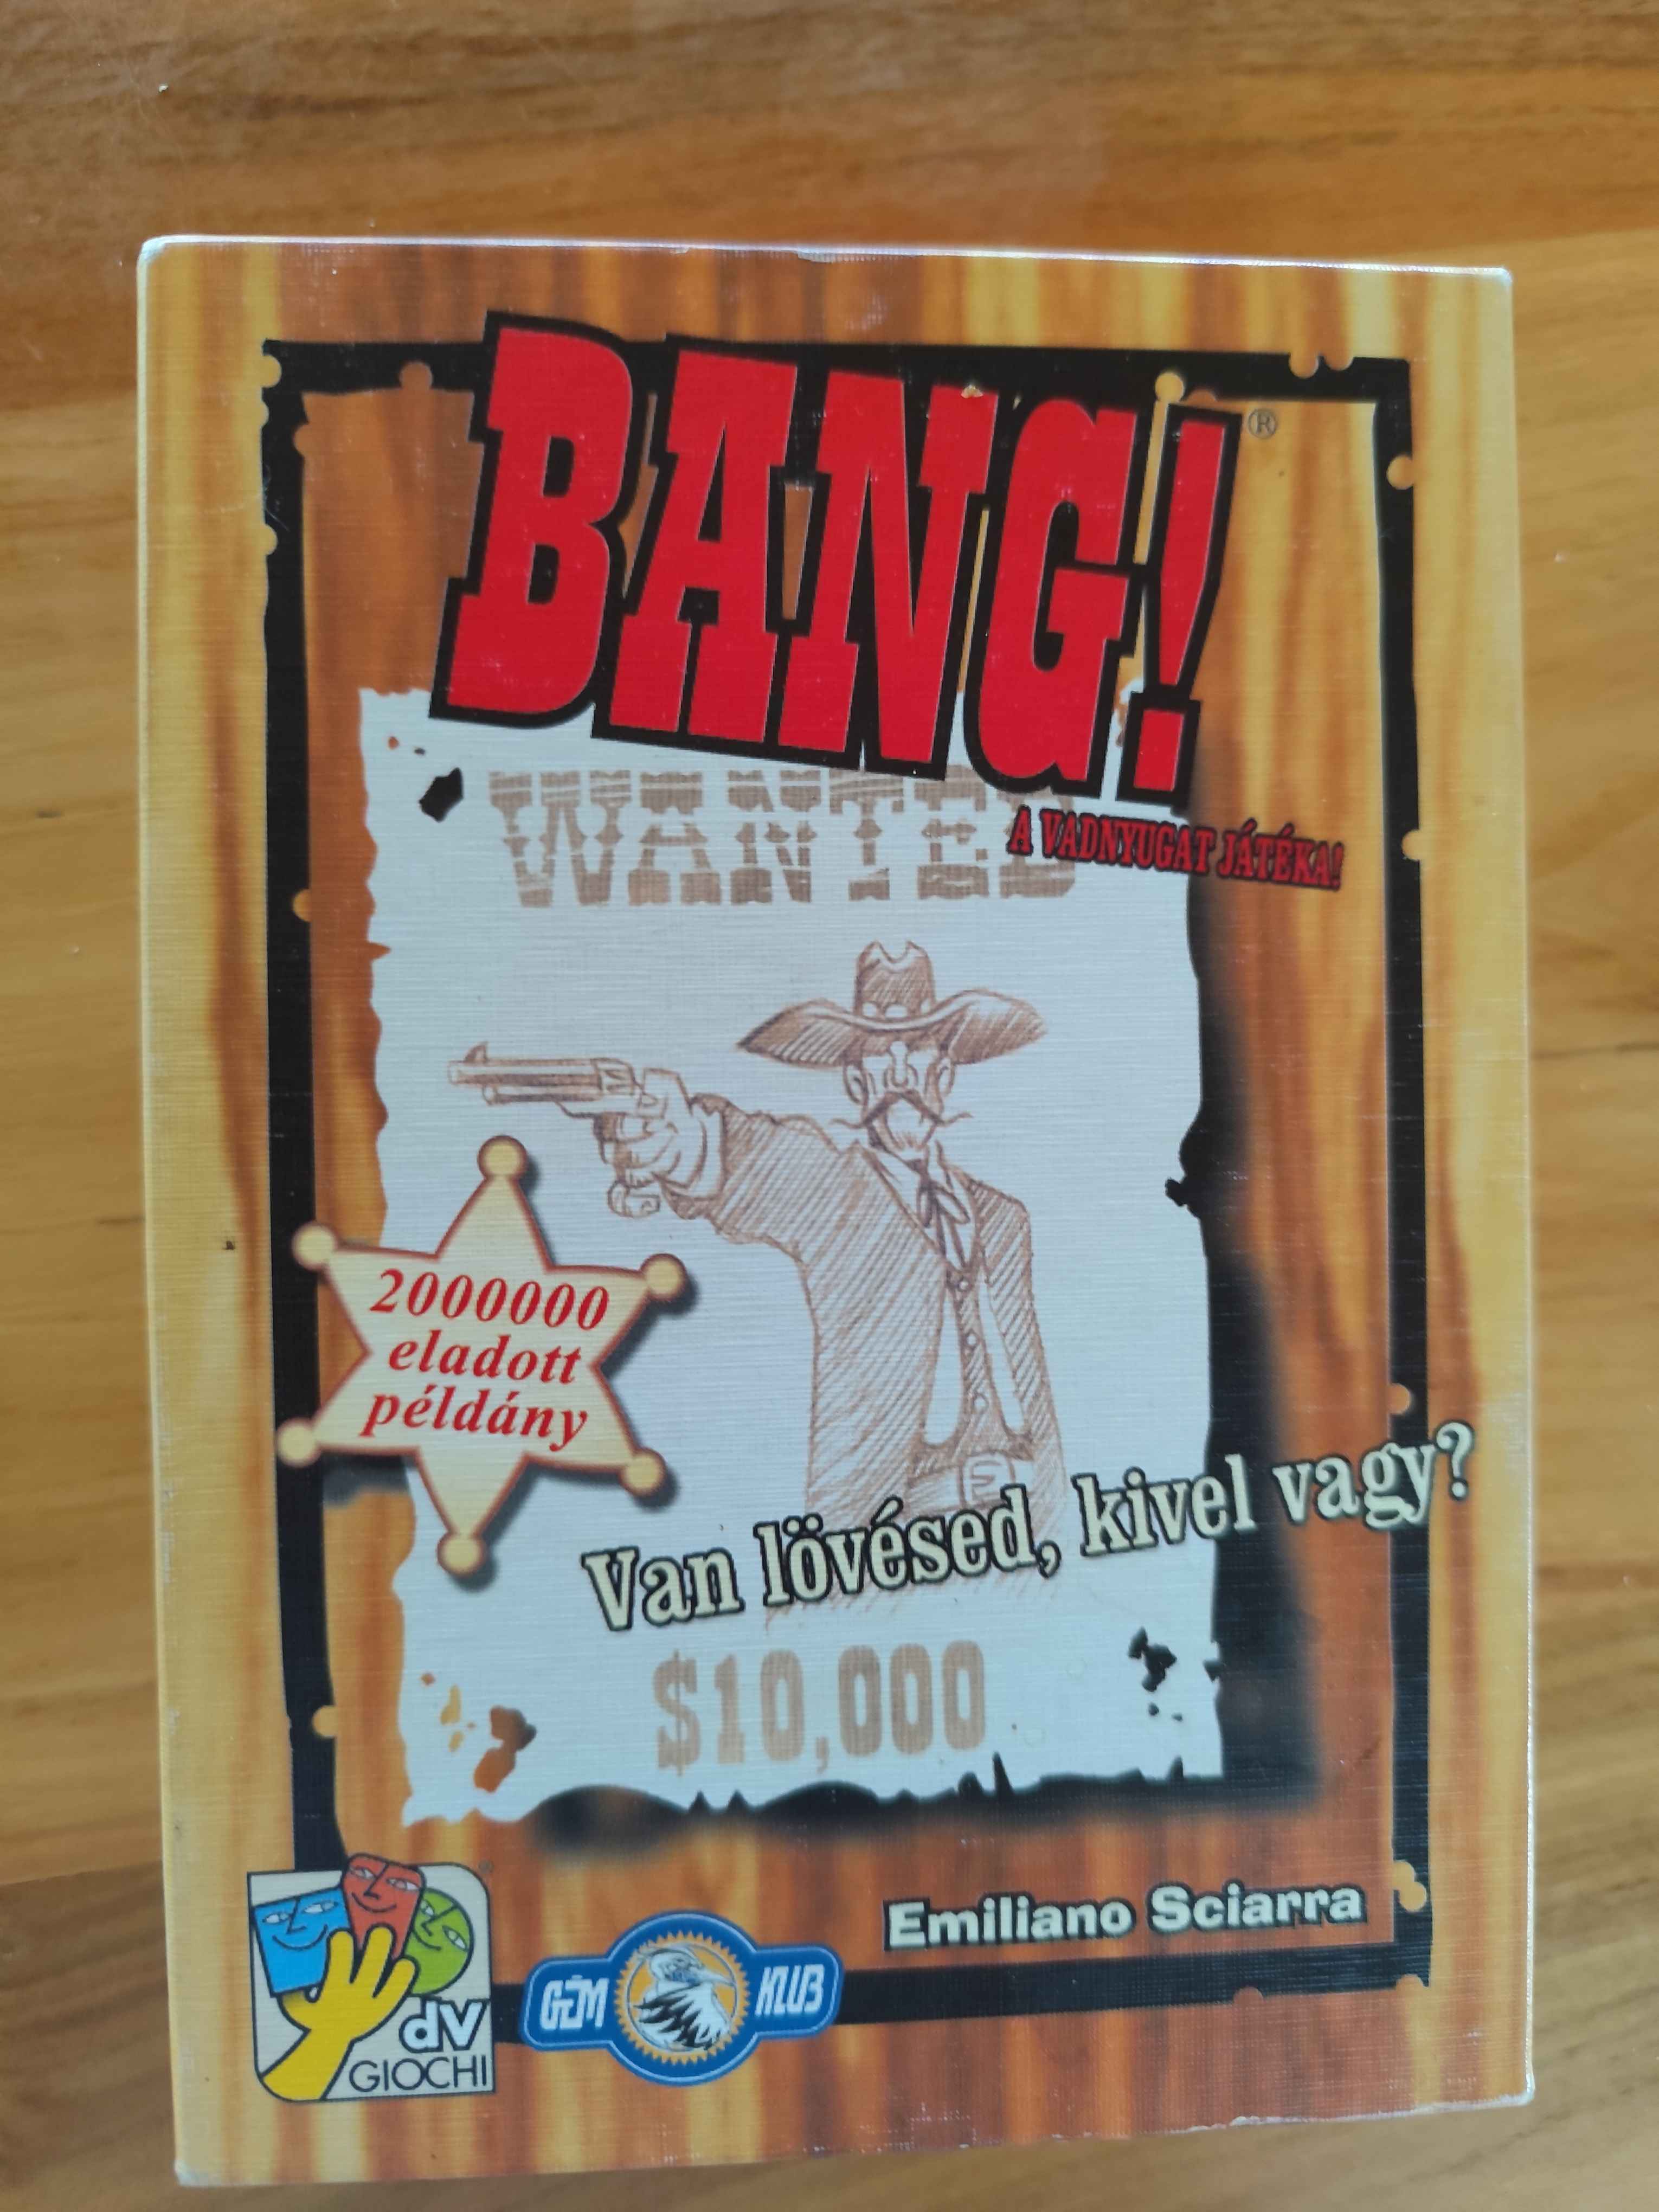 BANG!
®
WANTED
A VADNYUGAT JÁTÉKA!
2000000
eladott
példány
Van lövésed, kivel vagy?
$10,000
Emiliano Sciarra
dV
GIOCHI
GÉM KLUB